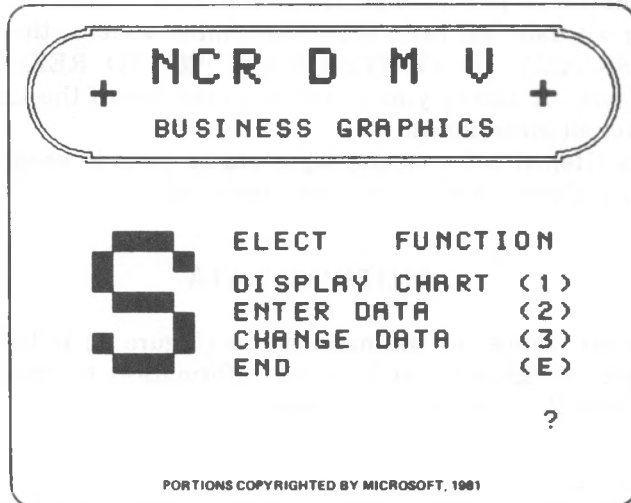 NCR D M V
+ +
BUSINESS GRAPHICS
SELECT FUNCTION
DISPLAY CHART (1)
ENTER DATA (2)
CHANGE DATA (3)
END (E)
?
PORTIONS COPYRIGHTED BY MICROSOFT, 1981